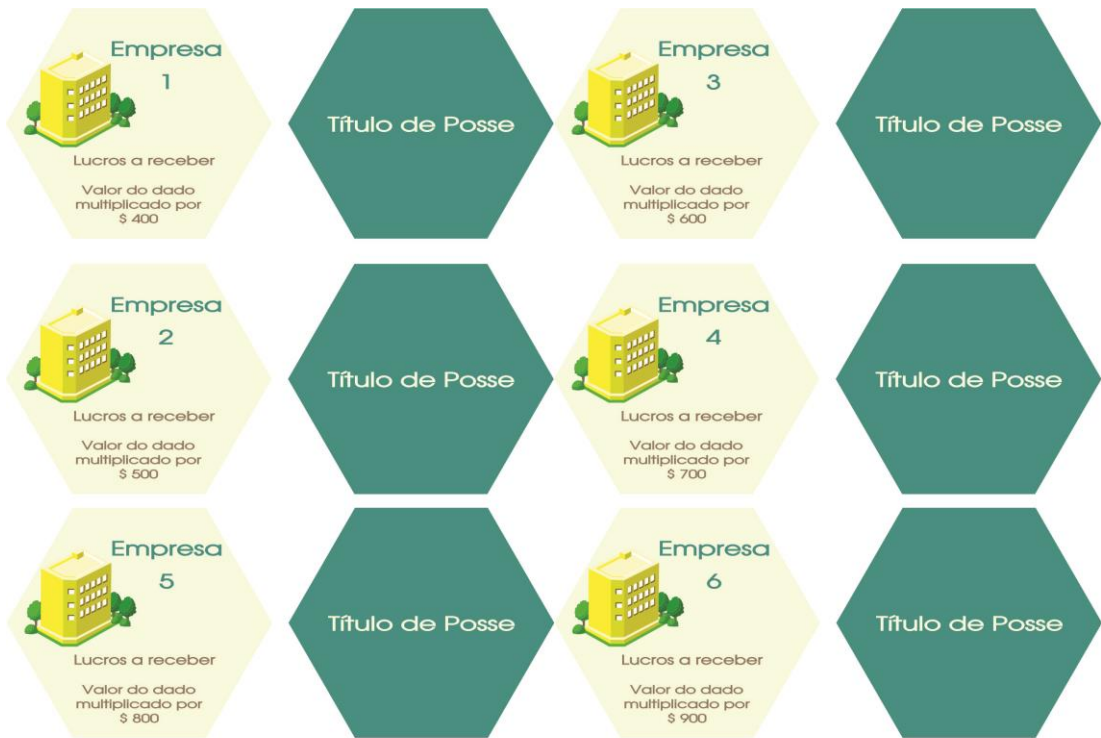 Empresa
1
Lucros a receber
Valor do dado
multiplicado por
$ 400
Título de Posse
Empresa
3
Lucros a receber
Valor do dado
multiplicado por
$ 600
Título de Posse
Empresa
2
Lucros a receber
Valor do dado
multiplicado por
$ 500
Título de Posse
Empresa
4
Lucros a receber
Valor do dado
multiplicado por
$ 700
Título de Posse
Empresa
5
Lucros a receber
Valor do dado
multiplicado por
$ 800
Título de Posse
Empresa
6
Lucros a receber
Valor do dado
multiplicado por
$ 900
Título de Posse